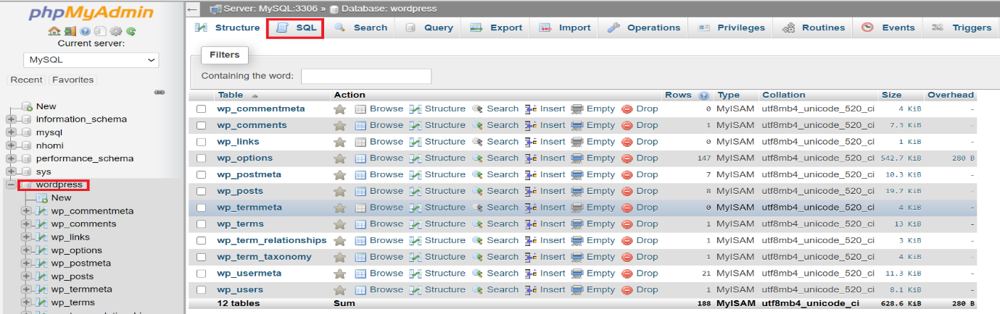 phpMyAdmin
Current server:
MySQL
Recent Favorites
New
information_schema
mysql
nhomi
performance_schema
sys
wordpress
New
wp_commentmeta
wp_comments
wp_links
wp_options
wp_postmeta
wp_posts
wp_termmeta
wp_terms
Server: MySQL:3306 » Database: wordpress
Structure SQL Search Query Export Import Operations Privileges Routines Events Triggers
Filters
Containing the word:
Table Action Rows Type Collation Size Overhead
wp_commentmeta Browse Structure Search Insert Empty Drop 0 MyISAM utf8mb4_unicode_520_ci 4 KiB -
wp_comments Browse Structure Search Insert Empty Drop 1 MyISAM utf8mb4_unicode_520_ci 7.3 KiB -
wp_links Browse Structure Search Insert Empty Drop 0 MyISAM utf8mb4_unicode_520_ci 1 KiB -
wp_options Browse Structure Search Insert Empty Drop 147 MyISAM utf8mb4_unicode_520_ci 542.7 KiB 280 B
wp_postmeta Browse Structure Search Insert Empty Drop 7 MyISAM utf8mb4_unicode_520_ci 10.3 KiB -
wp_posts Browse Structure Search Insert Empty Drop 8 MyISAM utf8mb4_unicode_520_ci 19.7 KiB -
wp_termmeta Browse Structure Search Insert Empty Drop 0 MyISAM utf8mb4_unicode_520_ci 4 KiB -
wp_terms Browse Structure Search Insert Empty Drop 1 MyISAM utf8mb4_unicode_520_ci 13 KiB -
wp_term_relationships Browse Structure Search Insert Empty Drop 1 MyISAM utf8mb4_unicode_520_ci 3 KiB -
wp_term_taxonomy Browse Structure Search Insert Empty Drop 1 MyISAM utf8mb4_unicode_520_ci 4 KiB -
wp_usermeta Browse Structure Search Insert Empty Drop 21 MyISAM utf8mb4_unicode_520_ci 11.3 KiB -
wp_users Browse Structure Search Insert Empty Drop 1 MyISAM utf8mb4_unicode_520_ci 8.1 KiB -
12 tables Sum 188 MyISAM utf8mb4_unicode_ci 628.6 KiB 280 B